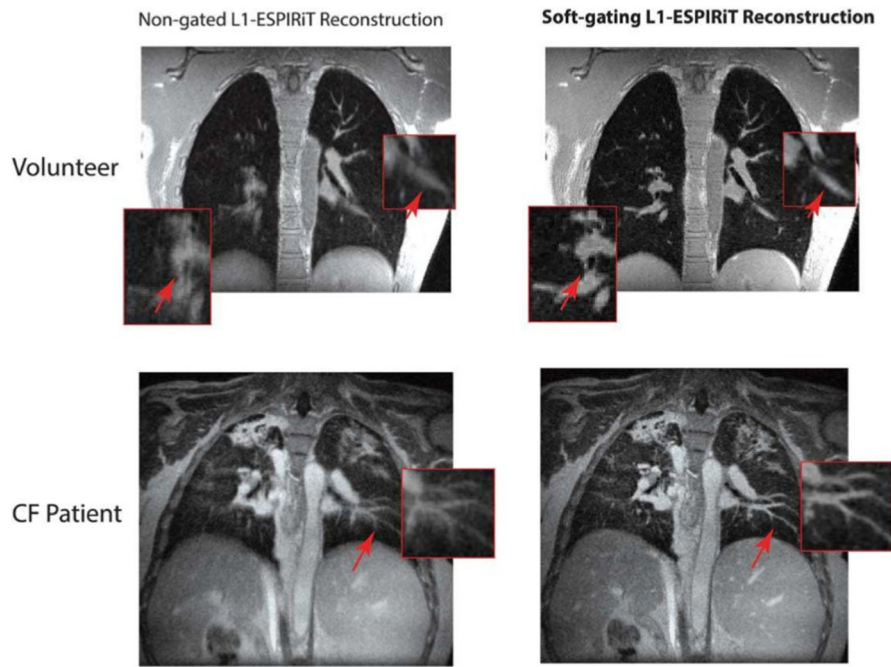 Non-gated L1-ESPIRiT Reconstruction
Soft-gating L1-ESPIRiT Reconstruction
Volunteer
CF Patient